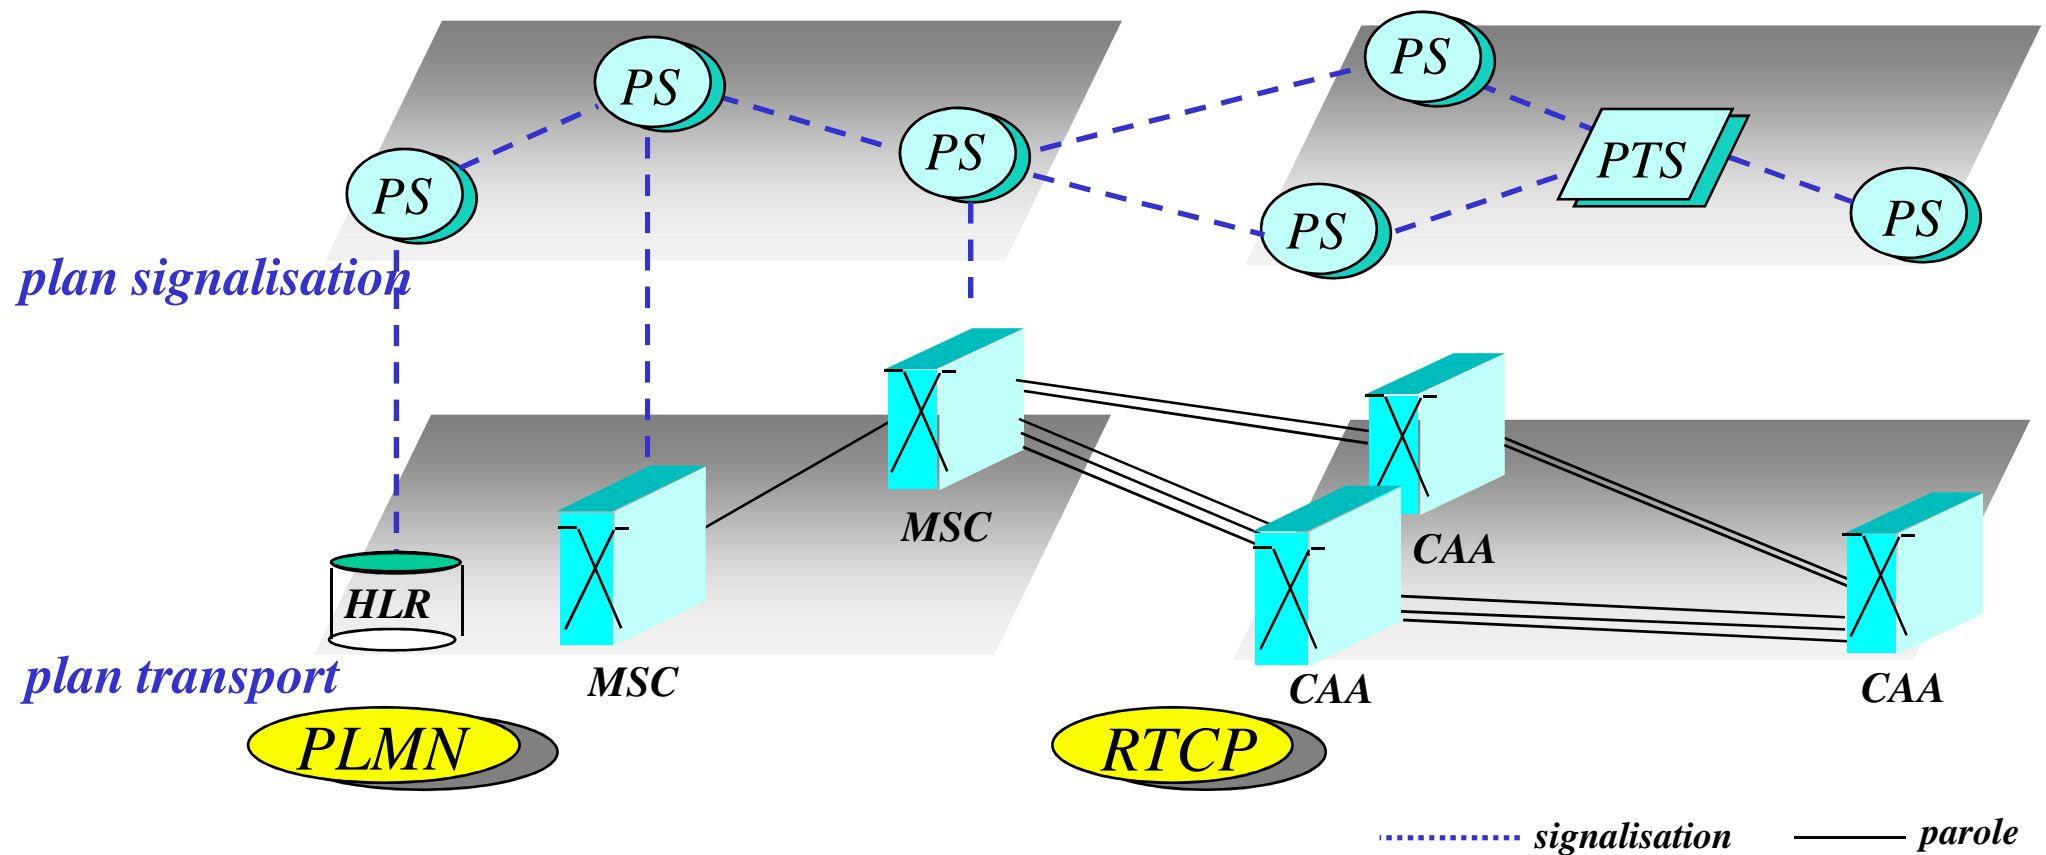 PS
PS
PS
PS
PTS
PS
PS
plan signalisation
MSC
CAA
HLR
MSC
CAA
CAA
plan transport
PLMN
RTCP
signalisation
parole